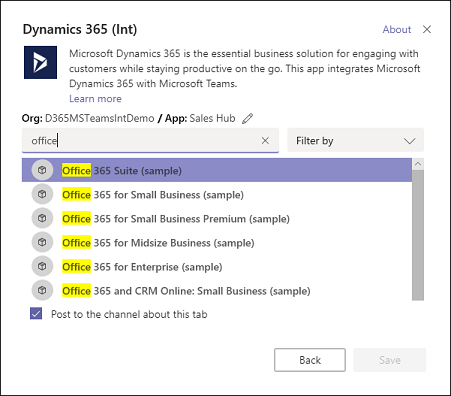 Dynamics 365 (Int)
About
Microsoft Dynamics 365 is the essential business solution for engaging with
customers while staying productive on the go. This app integrates Microsoft
Dynamics 365 with Microsoft Teams.
Learn more
Org: D365MSTeamsIntDemo / App: Sales Hub
office
Filter by
Office 365 Suite (sample)
Office 365 for Small Business (sample)
Office 365 for Small Business Premium (sample)
Office 365 for Midsize Business (sample)
Office 365 for Enterprise (sample)
Office 365 and CRM Online: Small Business (sample)
Post to the channel about this tab
Back
Save